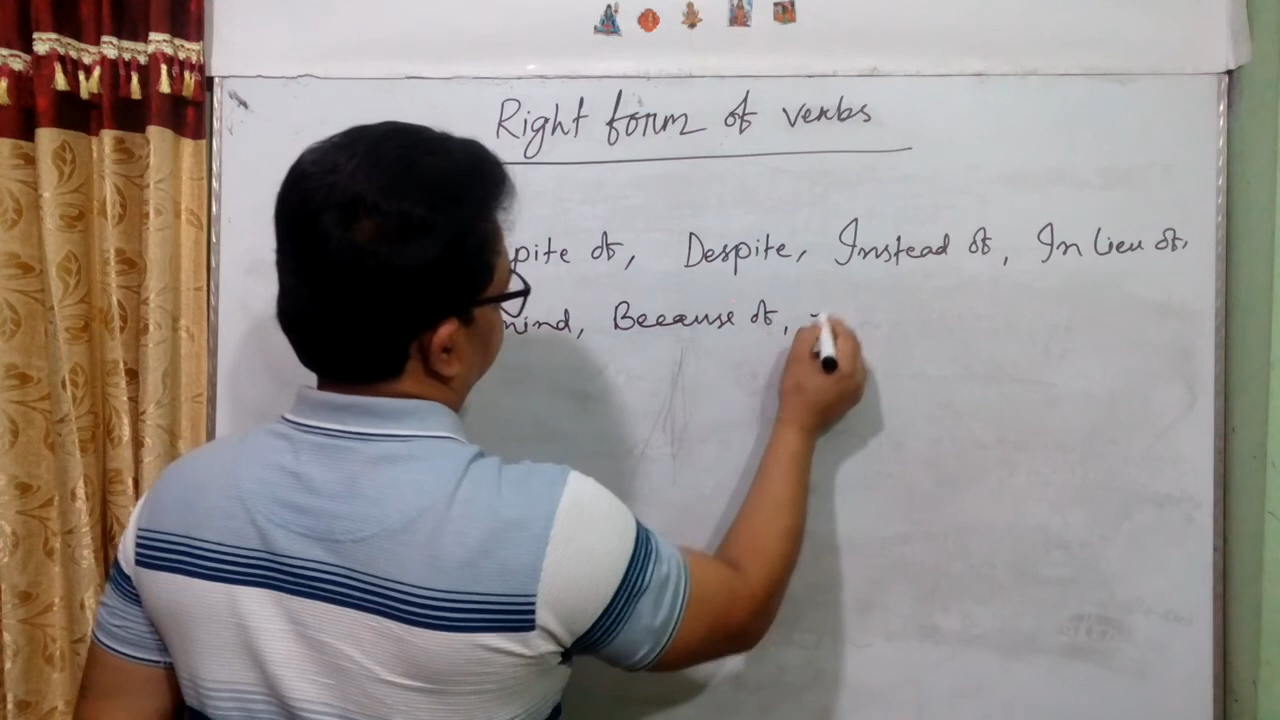 Right form of verbs
pite of, Despite, Instead of, In lieu of,
mind, Because of,